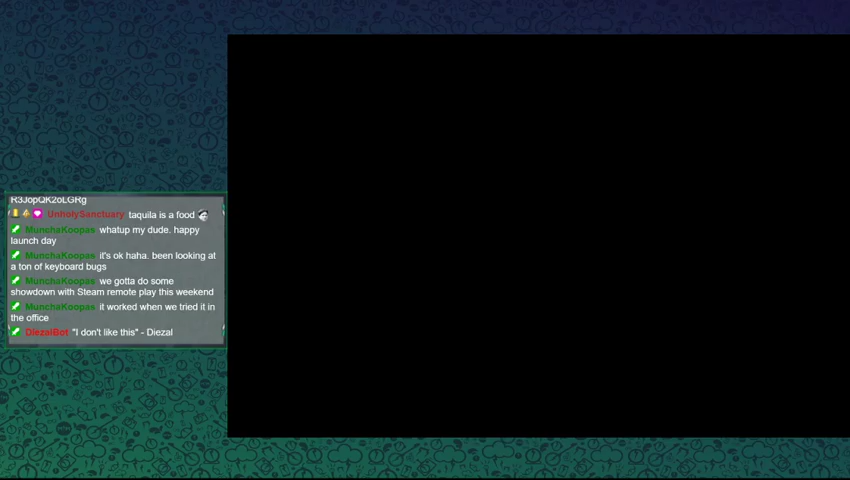 R3JopQK2oLGRg
UnholySanctuary taquila is a food
MunchaKoopas whatup my dude. happy
launch day
MunchaKoopas it's ok haha. been looking at
a ton of keyboard bugs
MunchaKoopas we gotta do some
showdown with Steam remote play this weekend
MunchaKoopas it worked when we tried it in
the office
DiezalBot "I don't like this" - Diezal